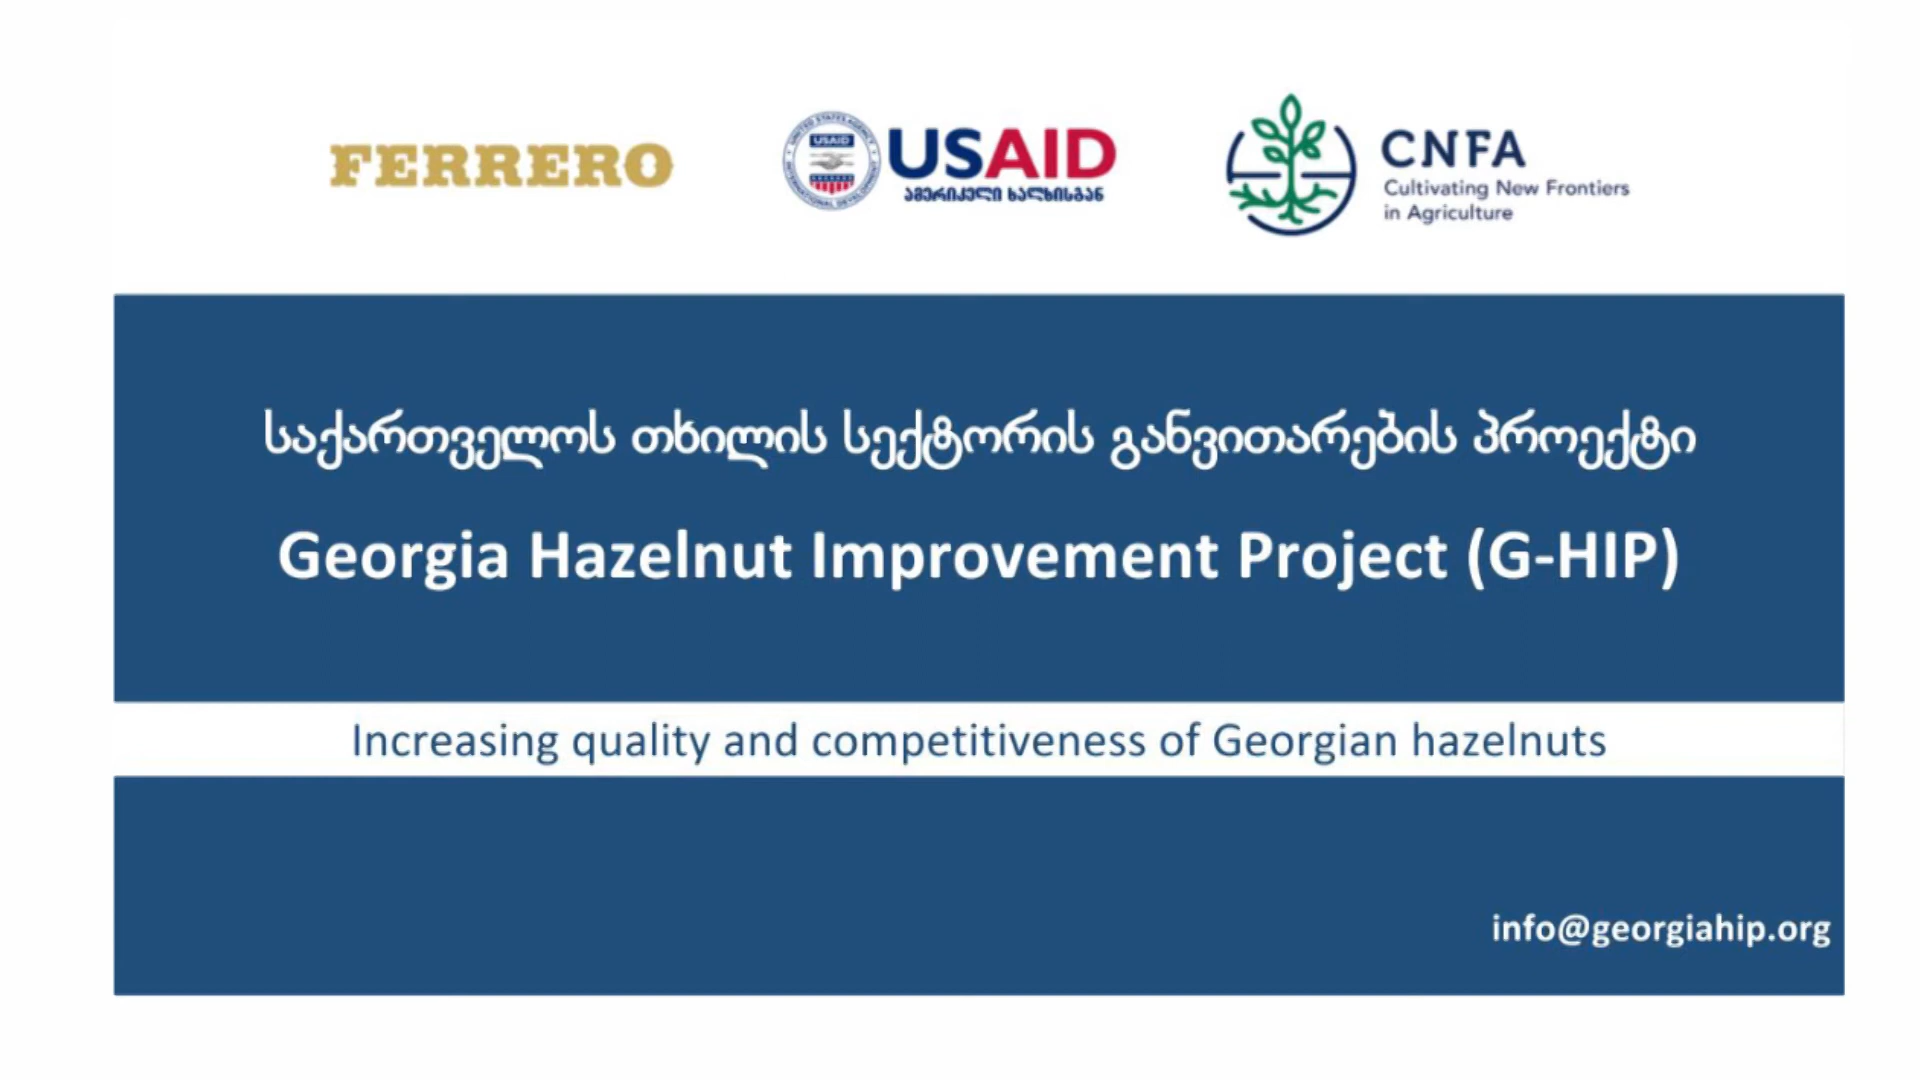 FERRERO
USAID
ᲐᲛᲔᲠᲘᲙᲔᲚᲘ ᲮᲐᲚᲮᲘᲡᲒᲐᲜ
CNFA
Cultivating New Frontiers
in Agriculture
საქართველოს თხილის სექტორის განვითარების პროექტი
Georgia Hazelnut Improvement Project (G-HIP)
Increasing quality and competitiveness of Georgian hazelnuts
info@georgiahip.org